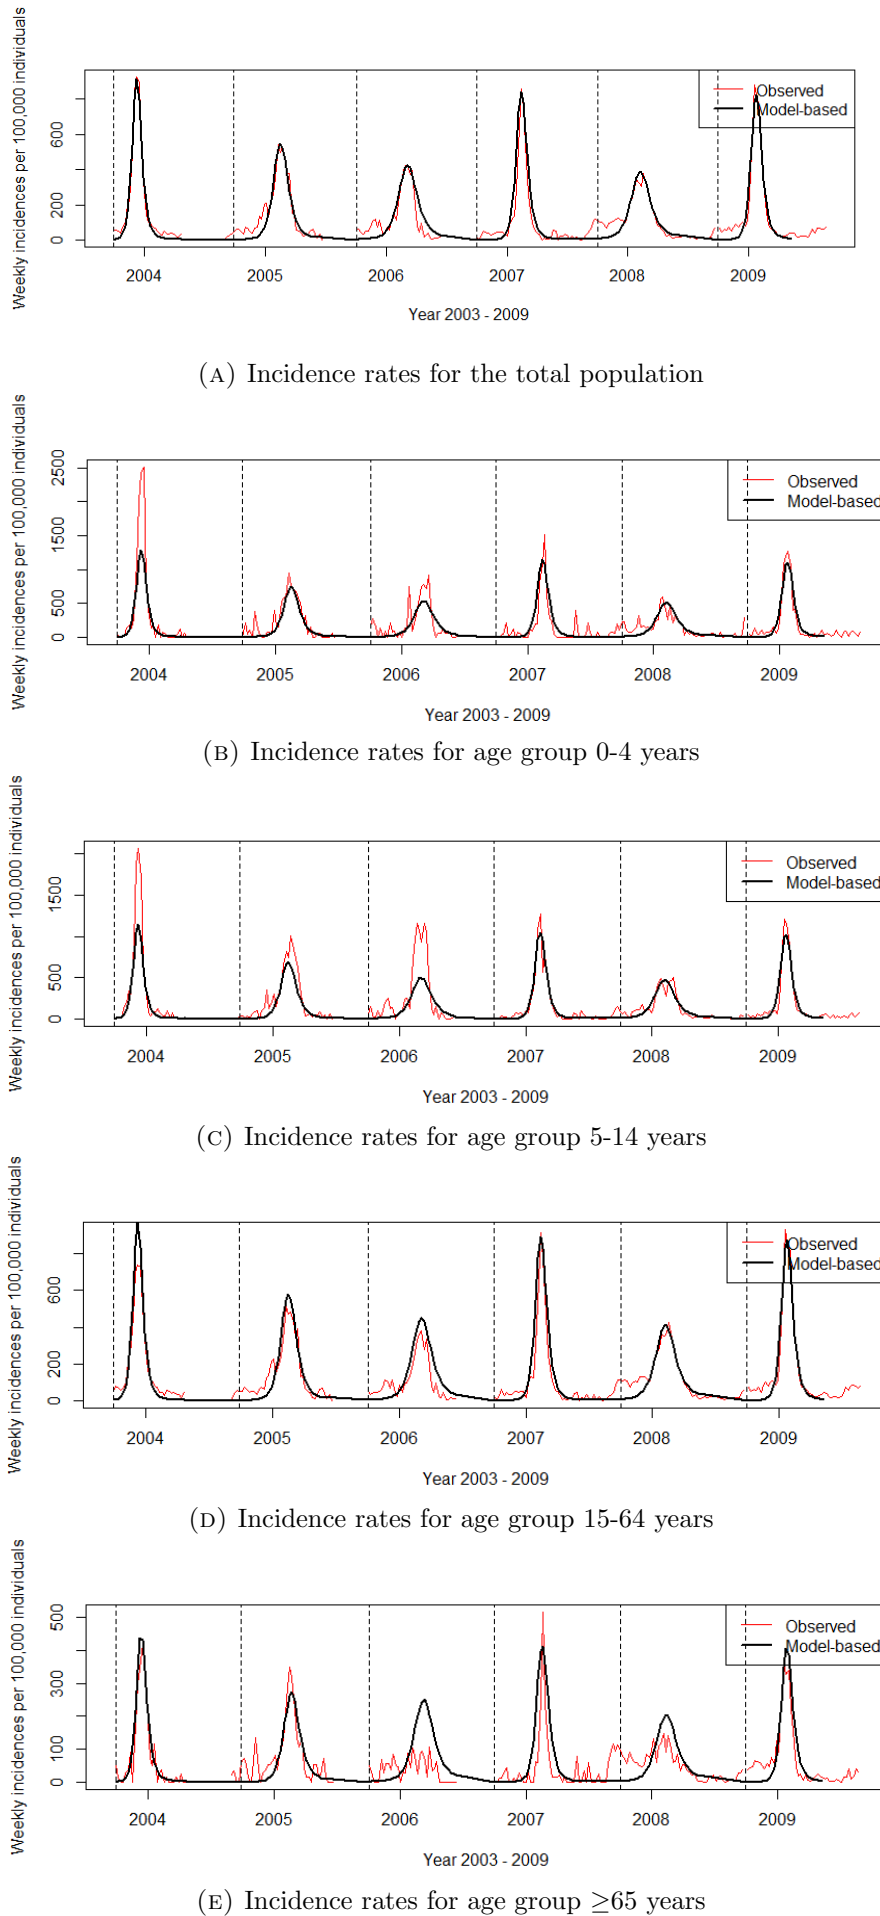 Weekly incidences per 100,000 individuals
600
200
0
Observed
Model-based
2004 2005 2006 2007 2008 2009
Year 2003 - 2009
(A) Incidence rates for the total population
Weekly incidences per 100,000 individuals
2500
1500
500
0
Observed
Model-based
2004 2005 2006 2007 2008 2009
Year 2003 - 2009
(B) Incidence rates for age group 0-4 years
Weekly incidences per 100,000 individuals
1500
500
0
Observed
Model-based
2004 2005 2006 2007 2008 2009
Year 2003 - 2009
(C) Incidence rates for age group 5-14 years
Weekly incidences per 100,000 individuals
600
200
0
Observed
Model-based
2004 2005 2006 2007 2008 2009
Year 2003 - 2009
(D) Incidence rates for age group 15-64 years
Weekly incidences per 100,000 individuals
500
300
100
0
Observed
Model-based
2004 2005 2006 2007 2008 2009
Year 2003 - 2009
(E) Incidence rates for age group ≥65 years